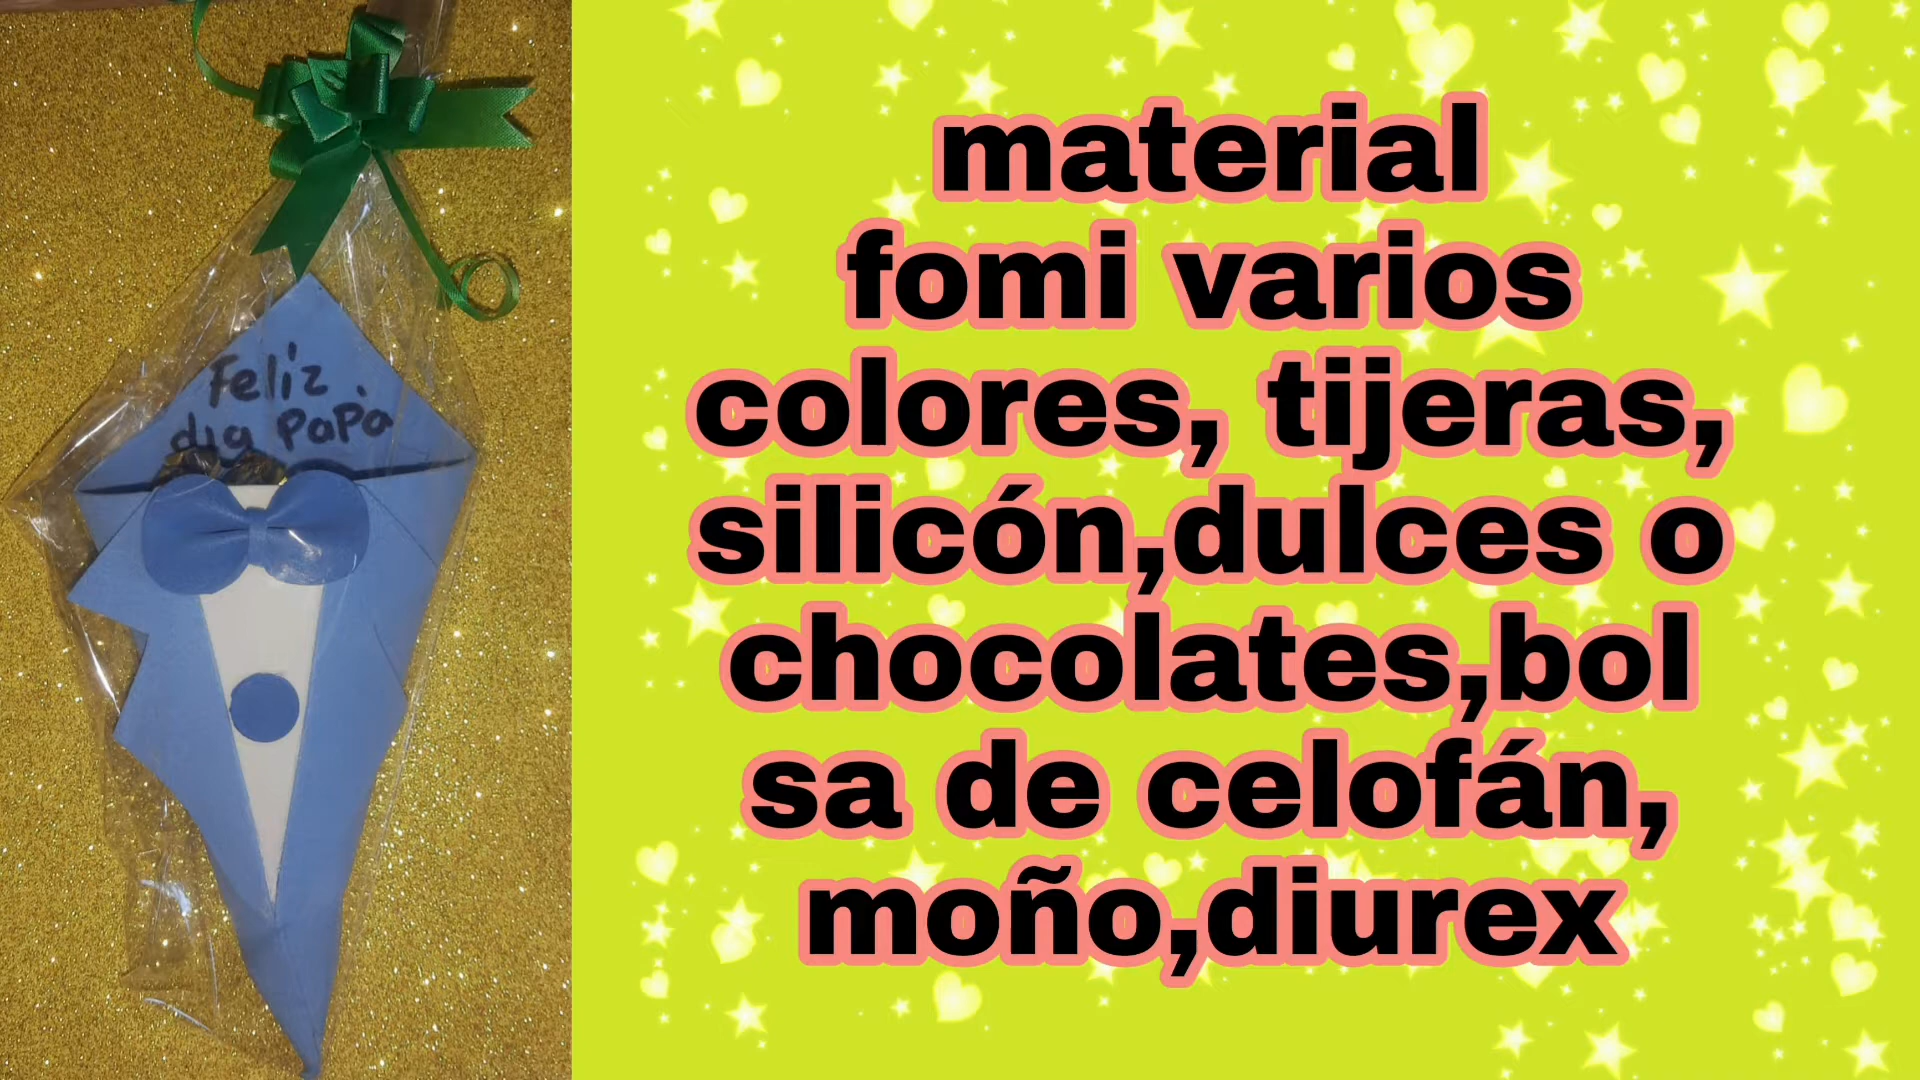 Feliz
dia papá
material
fomi varios
colores, tijeras,
silicón,dulces o
chocolates,bol
sa de celofán,
moño,diurex